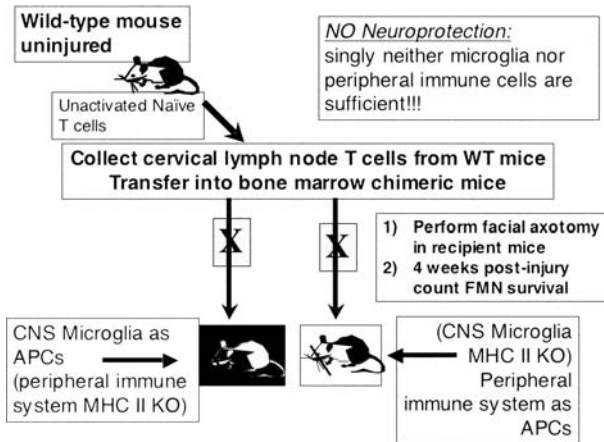 Wild-type mouse
uninjured
Unactivated Naïve
T cells
NO Neuroprotection:
singly neither microglia nor
peripheral immune cells are
sufficient!!!
Collect cervical lymph node T cells from WT mice
Transfer into bone marrow chimeric mice
X
X
1) Perform facial axotomy
in recipient mice
2) 4 weeks post-injury
count FMN survival
CNS Microglia as
APCs
(peripheral immune
system MHC II KO)
(CNS Microglia
MHC II KO)
Peripheral
immune system as
APCs